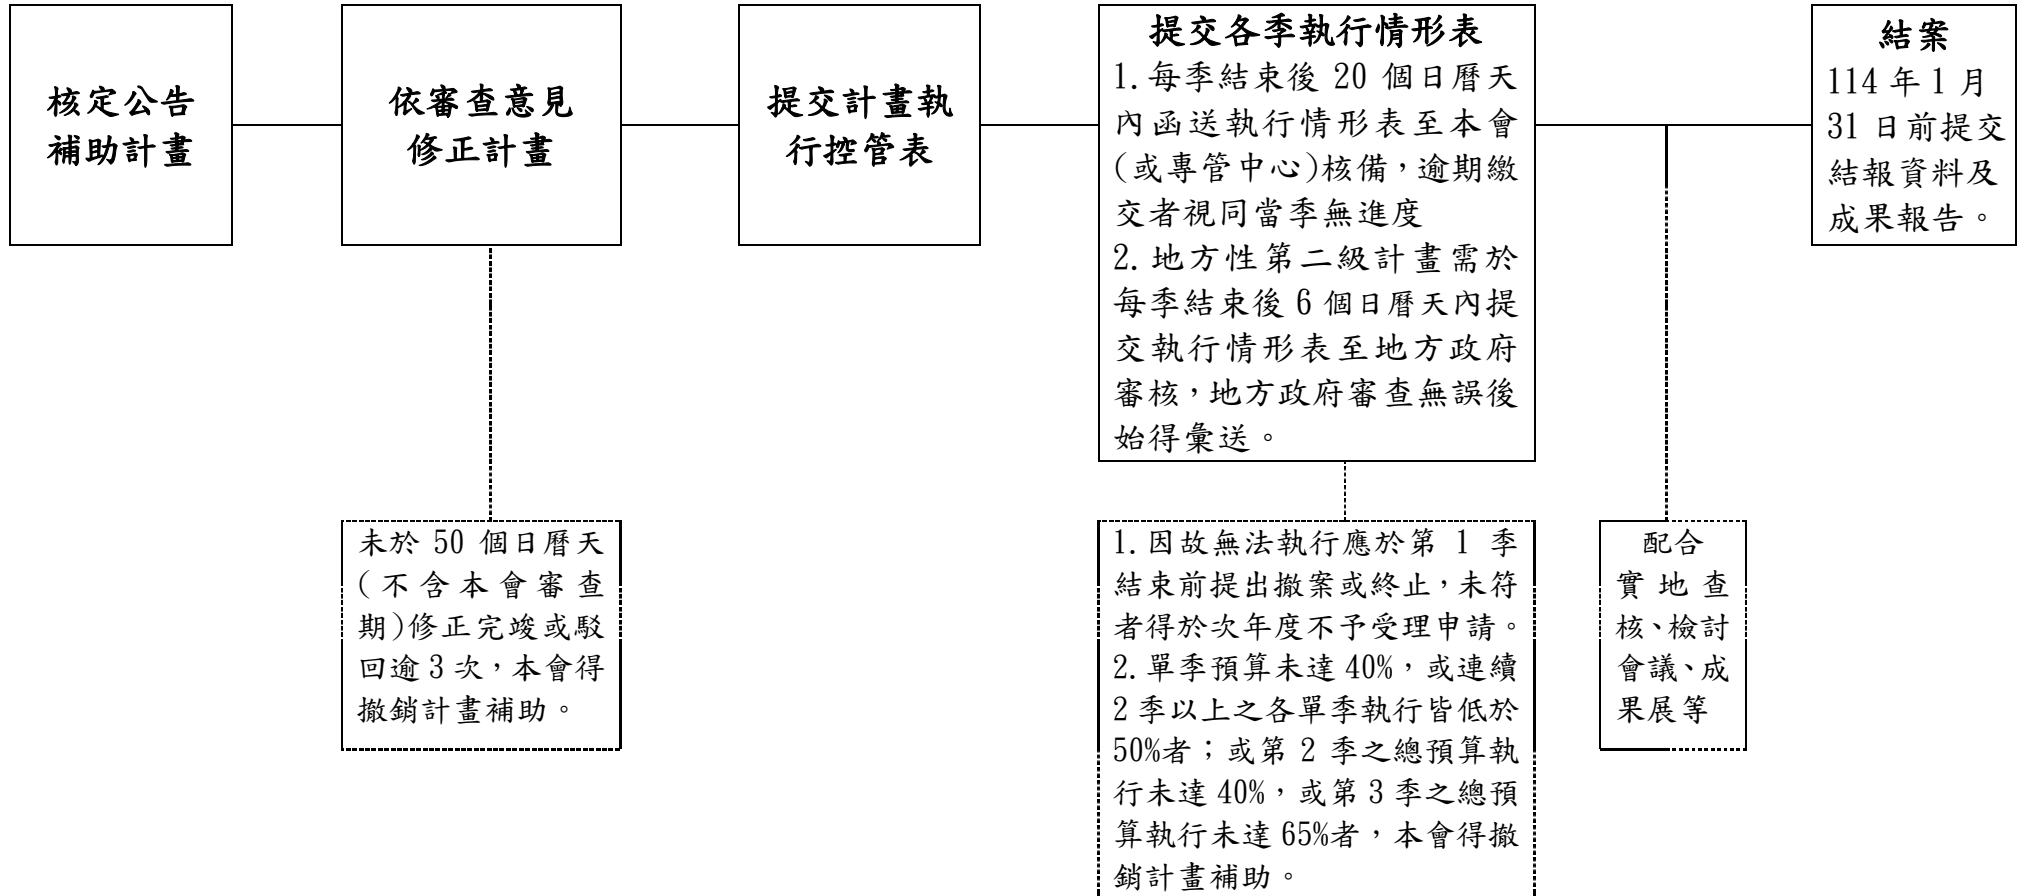 核定公告
補助計畫
依審查意見
修正計畫
提交計畫執
行控管表
提交各季執行情形表
1.每季結束後 20 個日曆天
內函送執行情形表至本會
(或專管中心)核備，逾期繳
交者視同當季無進度
2.地方性第二級計畫需於
每季結束後 6 個日曆天內提
交執行情形表至地方政府
審核，地方政府審查無誤後
始得彙送。
結案
114 年 1 月
31 日前提交
結報資料及
成果報告。
未於 50 個日曆天
(不含本會審查
期)修正完竣或駁
回逾 3 次，本會得
撤銷計畫補助。
1.因故無法執行應於第 1 季
結束前提出撤案或終止，未符
者得於次年度不予受理申請。
2.單季預算未達 40%，或連續
2 季以上之各單季執行皆低於
50%者；或第 2 季之總預算執
行未達 40%，或第 3 季之總預
算執行未達 65%者，本會得撤
銷計畫補助。
配合
實地查
核、檢討
會議、成
果展等